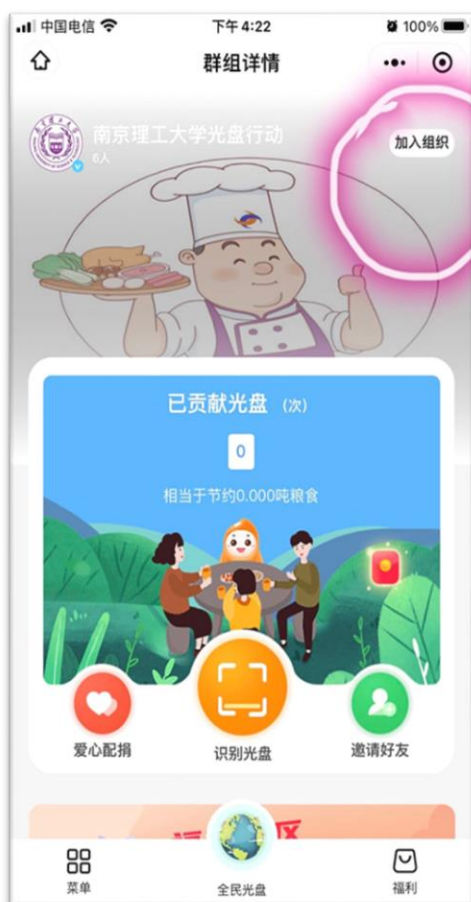 中国电信 下午4:22 100%
群组详情
南京理工大学光盘行动
6人
加入组织
已贡献光盘 (次)
0
相当于节约0.000吨粮食
爱心配捐 识别光盘 邀请好友
区
菜单 全民光盘 福利